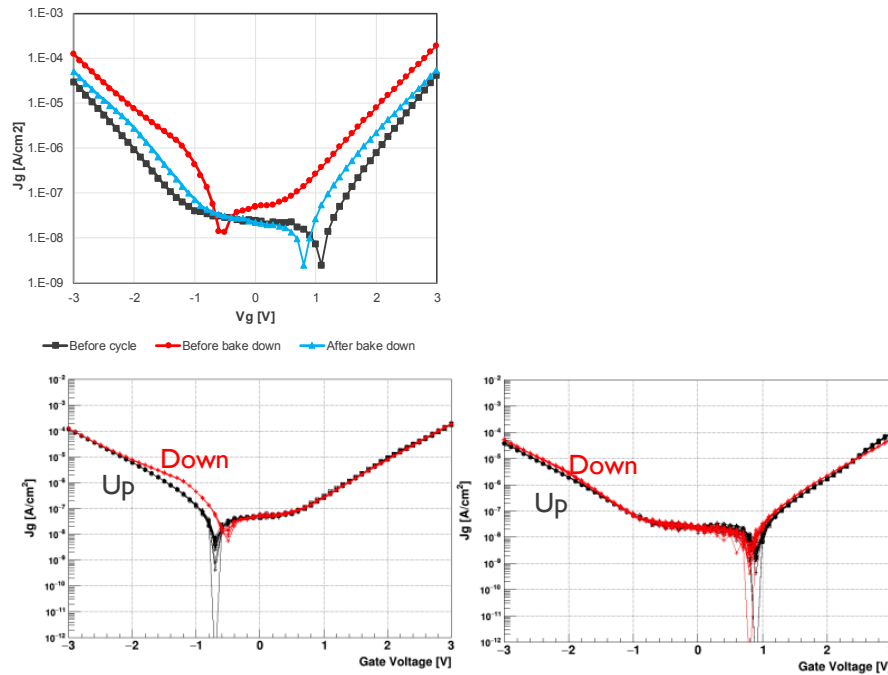 1.E-03
1.E-04
1.E-05
1.E-06
1.E-07
1.E-08
1.E-09
Jg [A/cm2]
-3 -2 -1 0 1 2 3
Vg [V]
Before cycle Before bake down After bake down
10⁻²
10⁻³
10⁻⁴
10⁻⁵
10⁻⁶
10⁻⁷
10⁻⁸
10⁻⁹
10⁻¹⁰
10⁻¹¹
10⁻¹²
Jg [A/cm²]
Down
Up
−3 −2 −1 0 1 2 3
Gate Voltage [V]
10⁻²
10⁻³
10⁻⁴
10⁻⁵
10⁻⁶
10⁻⁷
10⁻⁸
10⁻⁹
10⁻¹⁰
10⁻¹¹
10⁻¹²
Jg [A/cm²]
Down
Up
−3 −2 −1 0 1 2
Gate Voltage [V